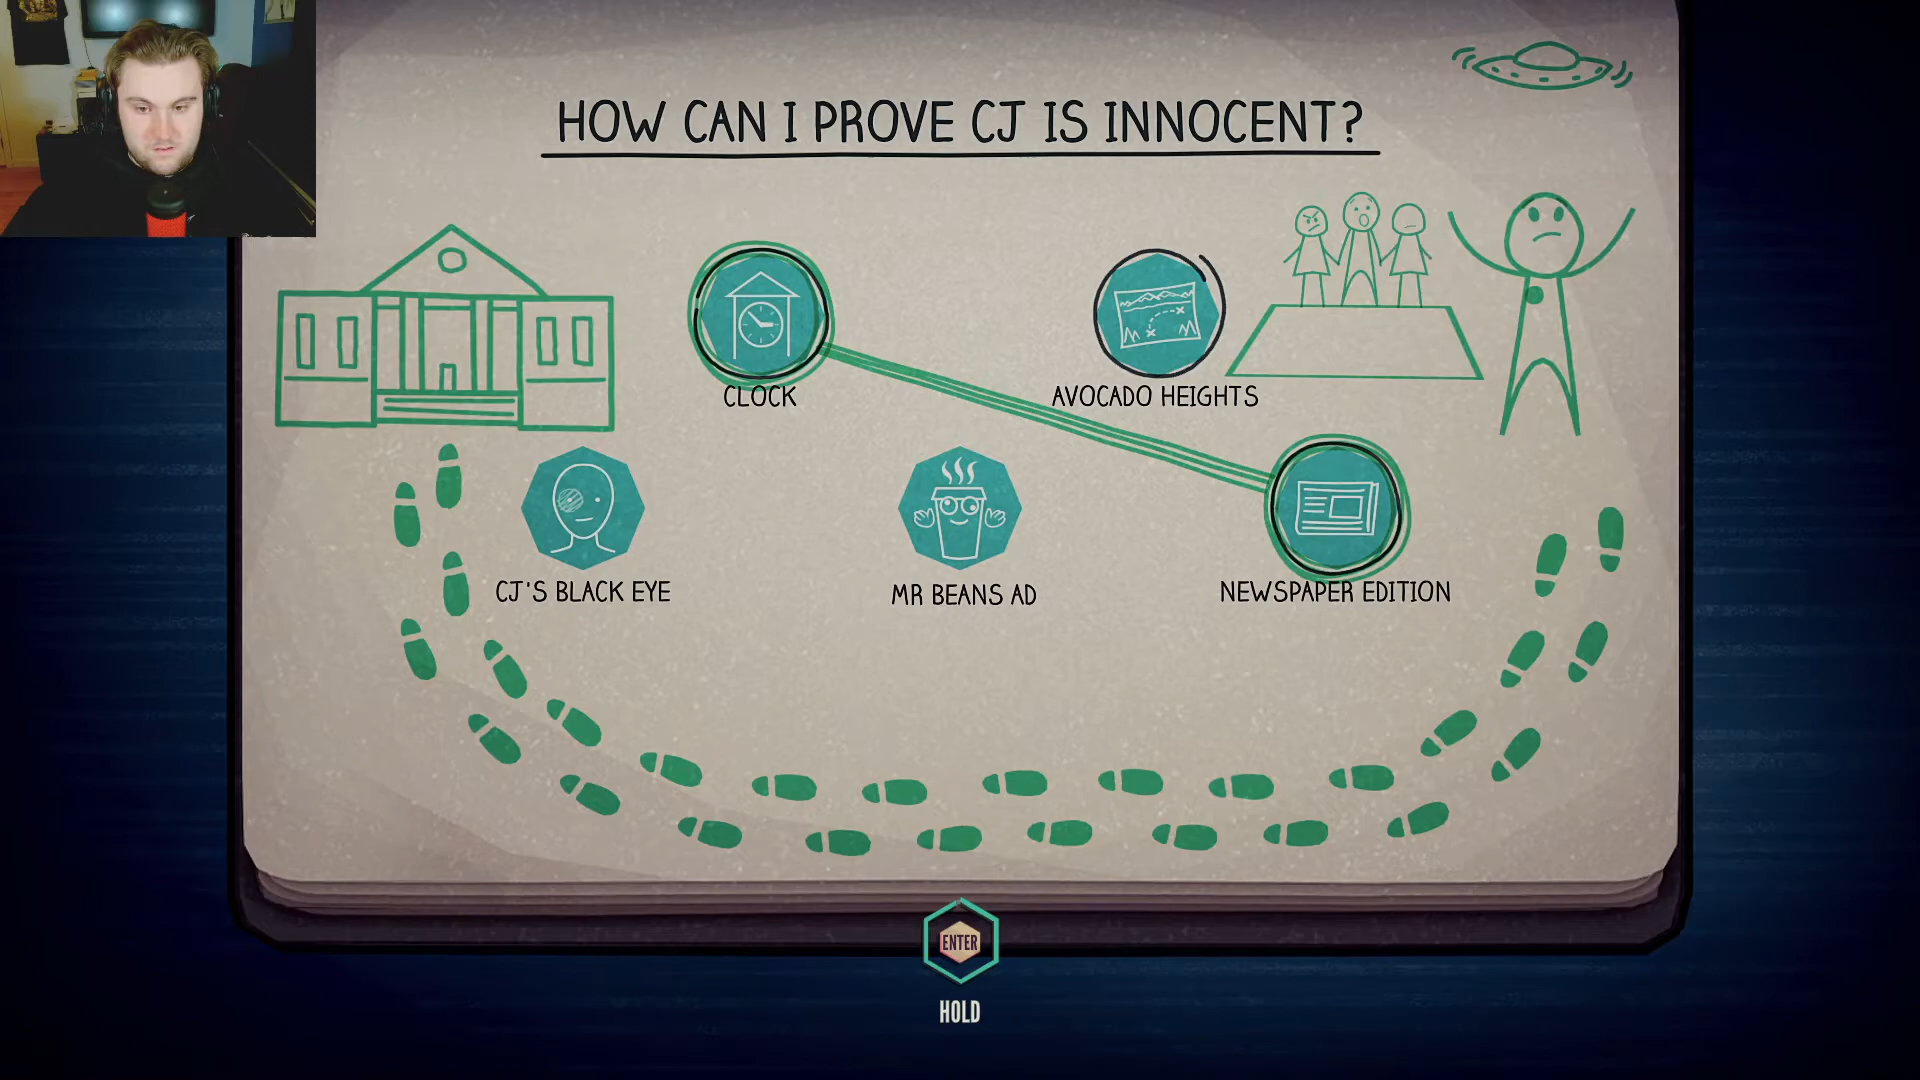 HOW CAN I PROVE CJ IS INNOCENT?
CLOCK
AVOCADO HEIGHTS
CJ'S BLACK EYE
MR BEANS AD
NEWSPAPER EDITION
ENTER
HOLD